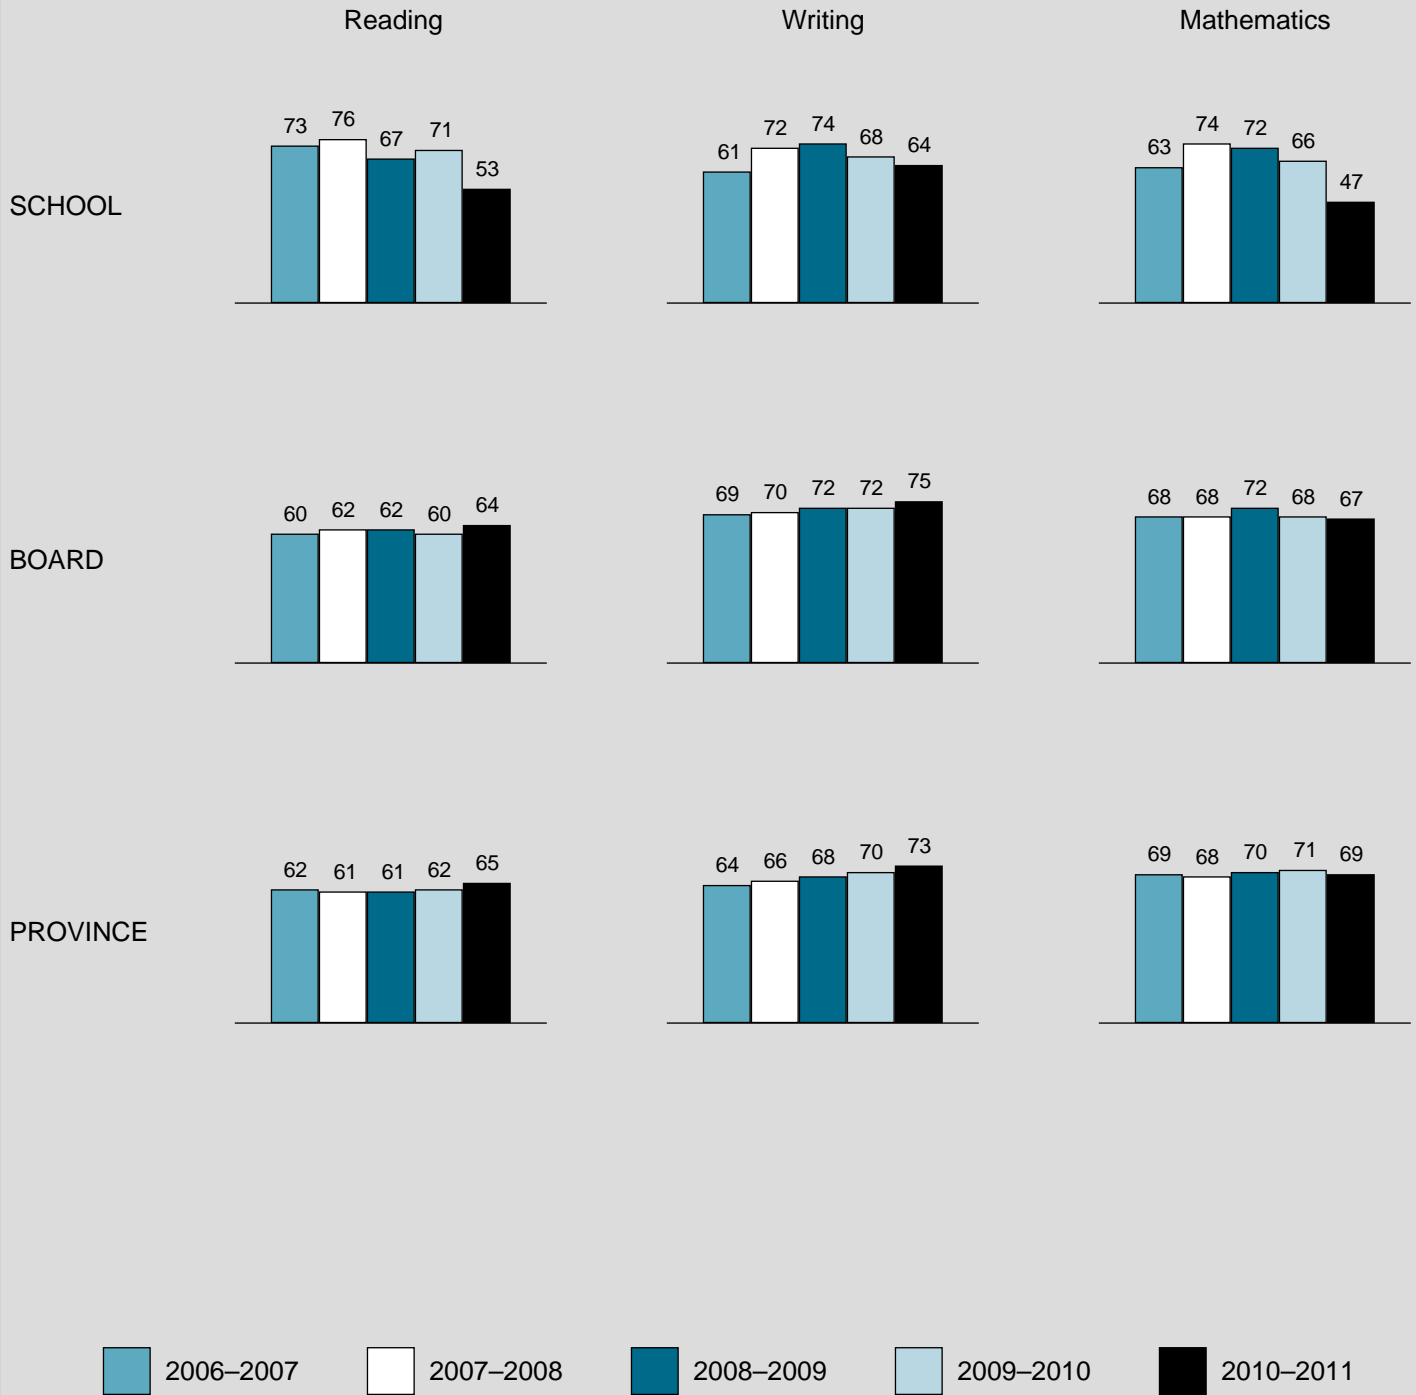 Reading Writing Mathematics
73 76 67 71 53
61 72 74 68 64
63 74 72 66 47
SCHOOL
60 62 62 60 64
69 70 72 72 75
68 68 72 68 67
BOARD
62 61 61 62 65
64 66 68 70 73
69 68 70 71 69
PROVINCE
2006–2007 2007–2008 2008–2009 2009–2010 2010–2011